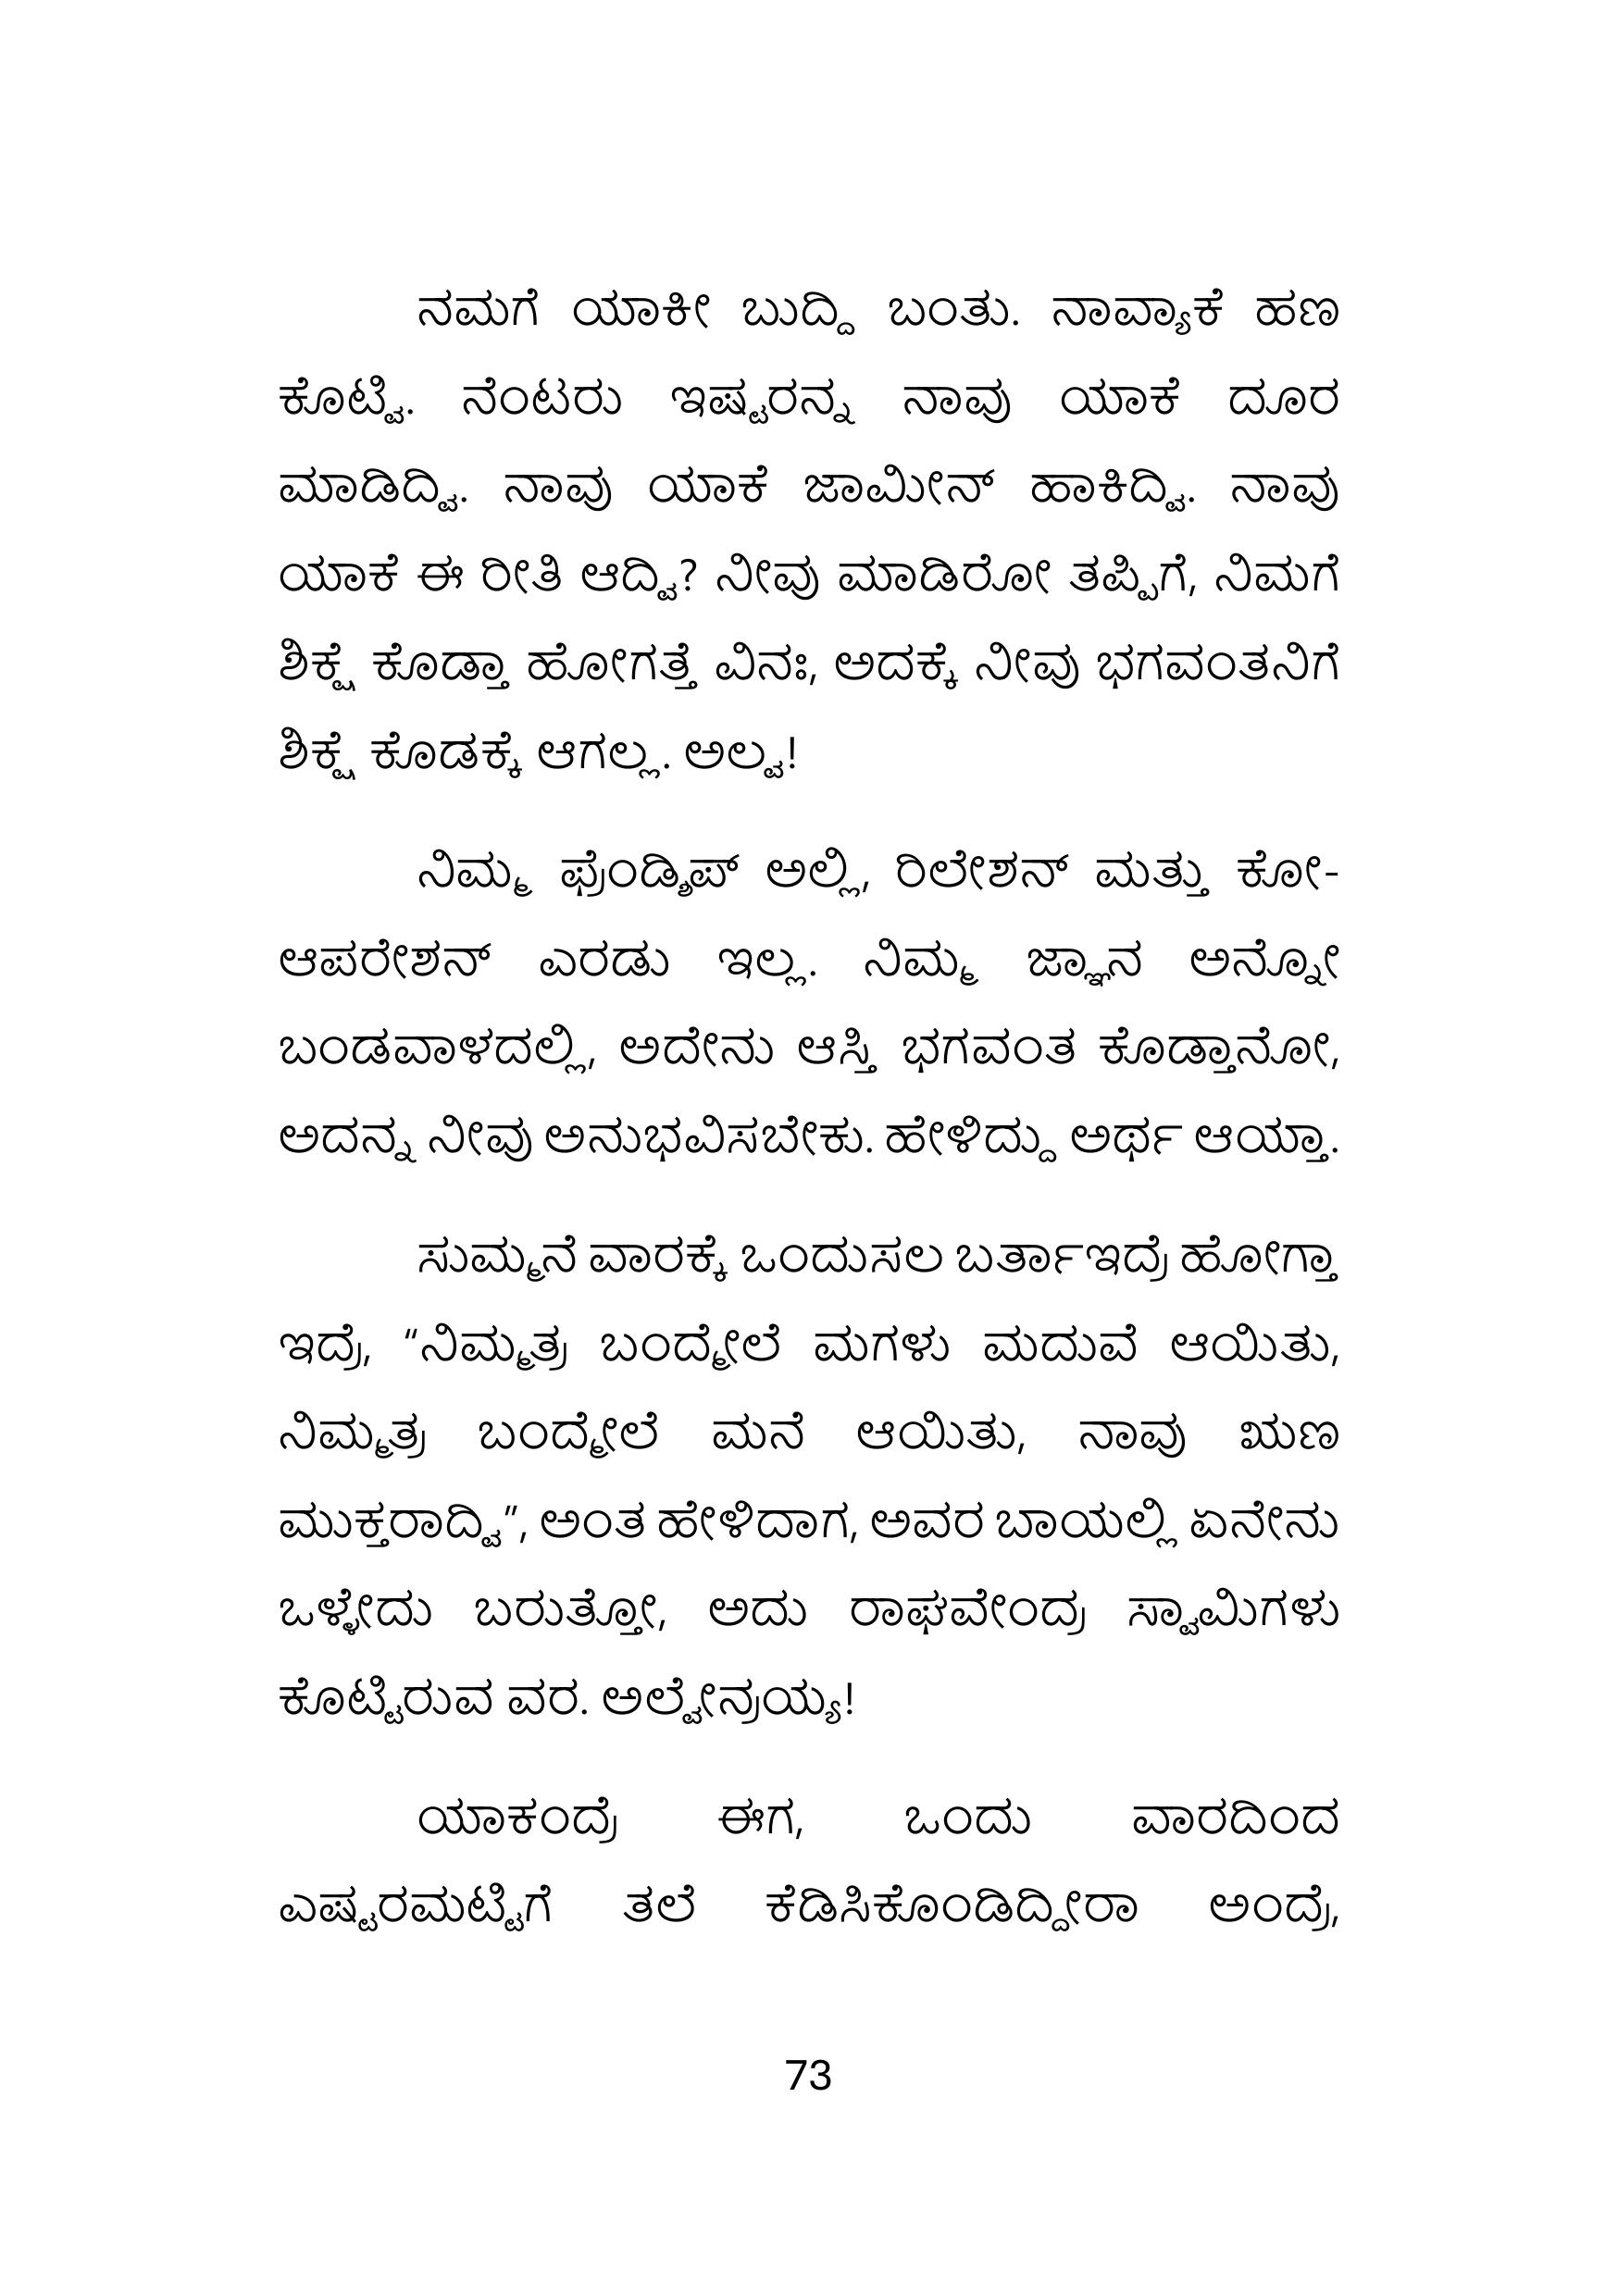 ನಮಗೆ ಯಾಕೀ ಬುದ್ದಿ ಬಂತು. ನಾವ್ಯಾಕೆ ಹಣ
ಕೊಟ್ವಿ. ನೆಂಟರು ಇಷ್ಟರನ್ನ ನಾವು ಯಾಕೆ ದೂರ
ಮಾಡಿದ್ವಿ. ನಾವು ಯಾಕೆ ಜಾಮೀನ್ ಹಾಕಿದ್ವಿ. ನಾವು
ಯಾಕೆ ಈ ರೀತಿ ಆದ್ವಿ? ನೀವು ಮಾಡಿರೋ ತಪ್ಪಿಗೆ, ನಿಮಗೆ
ಶಿಕ್ಷೆ ಕೊಡ್ತಾ ಹೋಗತ್ತೆ ವಿನಃ, ಅದಕ್ಕೆ ನೀವು ಭಗವಂತನಿಗೆ
ಶಿಕ್ಷೆ ಕೊಡಕ್ಕೆ ಆಗಲ್ಲ. ಅಲ್ವ!
ನಿಮ್ಮ ಫ್ರೆಂಡ್ಶಿಪ್ ಅಲ್ಲಿ, ರಿಲೇಶನ್ ಮತ್ತು ಕೋ-
ಆಪರೇಶನ್ ಎರಡು ಇಲ್ಲ. ನಿಮ್ಮ ಜ್ಞಾನ ಅನ್ನೋ
ಬಂಡವಾಳದಲ್ಲಿ, ಅದೇನು ಆಸ್ತಿ ಭಗವಂತ ಕೊಡ್ತಾನೋ,
ಅದನ್ನ ನೀವು ಅನುಭವಿಸಬೇಕು. ಹೇಳಿದ್ದು ಅರ್ಥ ಆಯ್ತಾ.
ಸುಮ್ಮನೆ ವಾರಕ್ಕೆ ಒಂದುಸಲ ಬರ್ತಾಇದ್ರೆ ಹೋಗ್ತಾ
ಇದ್ರೆ, “ನಿಮ್ಮತ್ರ ಬಂದ್ಮೇಲೆ ಮಗಳು ಮದುವೆ ಆಯಿತು,
ನಿಮ್ಮತ್ರ ಬಂದ್ಮೇಲೆ ಮನೆ ಆಯಿತು, ನಾವು ಋಣ
ಮುಕ್ತರಾದ್ವಿ”, ಅಂತ ಹೇಳಿದಾಗ, ಅವರ ಬಾಯಲ್ಲಿ ಏನೇನು
ಒಳ್ಳೇದು ಬರುತ್ತೋ, ಅದು ರಾಘವೇಂದ್ರ ಸ್ವಾಮಿಗಳು
ಕೊಟ್ಟಿರುವ ವರ. ಅಲ್ವೇನ್ರಯ್ಯ!
ಯಾಕಂದ್ರೆ ಈಗ, ಒಂದು ವಾರದಿಂದ
ಎಷ್ಟರಮಟ್ಟಿಗೆ ತಲೆ ಕೆಡಿಸಿಕೊಂಡಿದ್ದೀರಾ ಅಂದ್ರೆ,
73